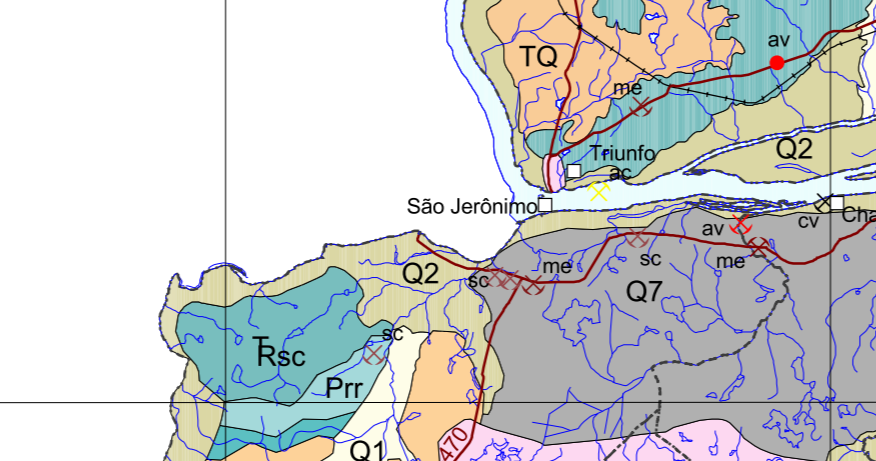 av
TQ
me
Q2
Triunfo
ac
São Jerônimo
Cha
cv
av
me
sc
me
Q2
sc
Q7
sc
TRsc
Prr
Q1
470